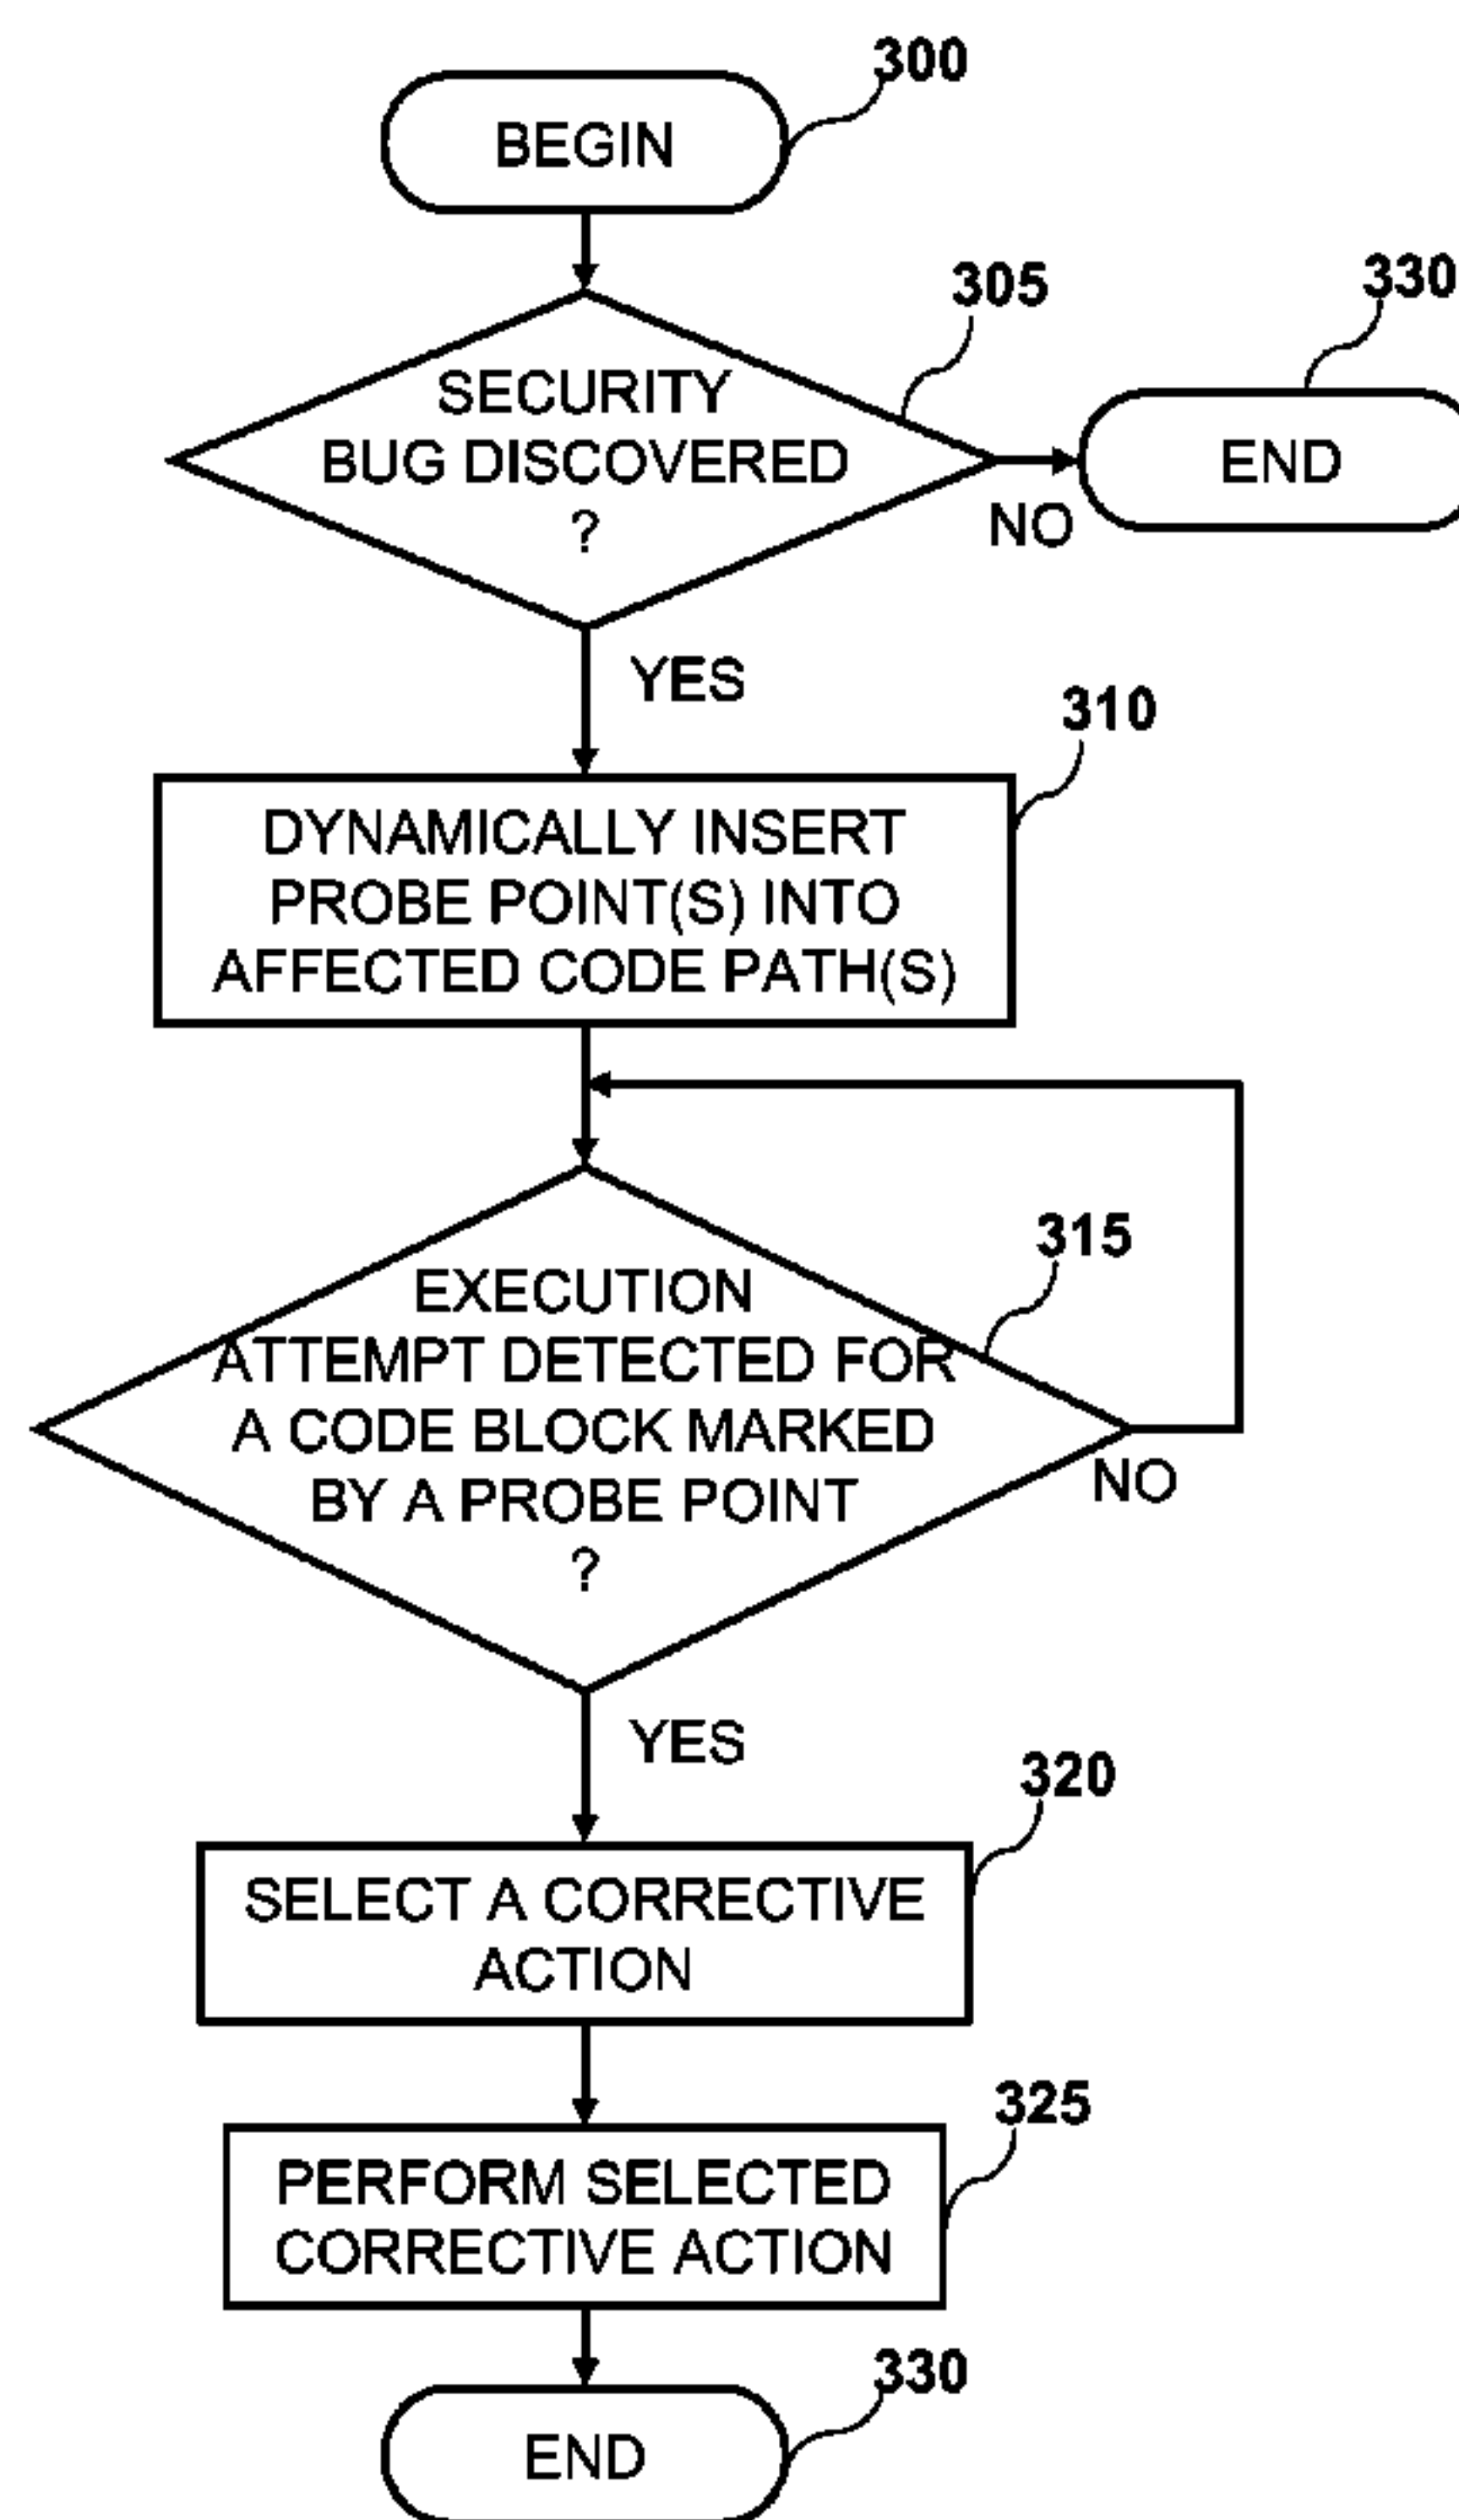 300
BEGIN
305
330
SECURITY
BUG DISCOVERED
?
END
NO
YES
310
DYNAMICALLY INSERT
PROBE POINT(S) INTO
AFFECTED CODE PATH(S)
315
EXECUTION
ATTEMPT DETECTED FOR
A CODE BLOCK MARKED
BY A PROBE POINT
?
NO
YES
320
SELECT A CORRECTIVE
ACTION
325
PERFORM SELECTED
CORRECTIVE ACTION
330
END